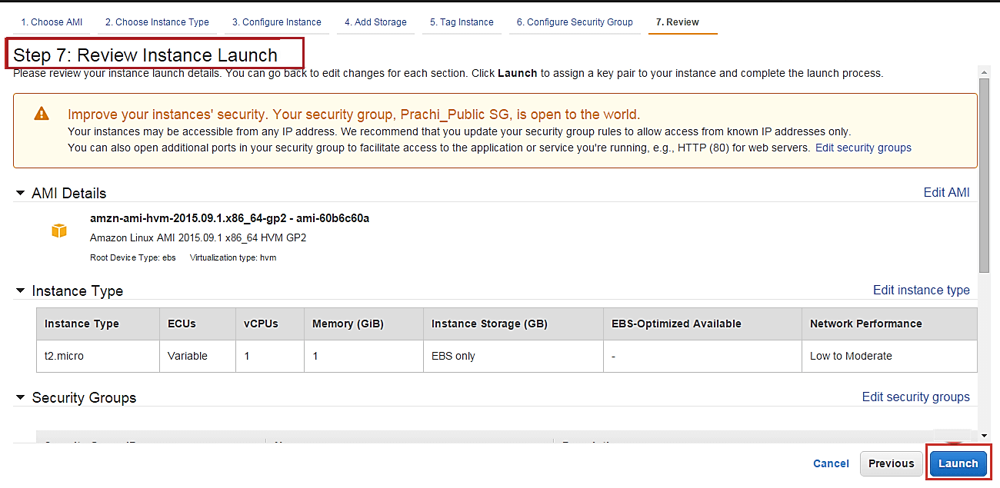 1. Choose AMI 2. Choose Instance Type 3. Configure Instance 4. Add Storage 5. Tag Instance 6. Configure Security Group 7. Review
Step 7: Review Instance Launch
Please review your instance launch details. You can go back to edit changes for each section. Click Launch to assign a key pair to your instance and complete the launch process.
Improve your instances' security. Your security group, Prachi_Public SG, is open to the world.
Your instances may be accessible from any IP address. We recommend that you update your security group rules to allow access from known IP addresses only.
You can also open additional ports in your security group to facilitate access to the application or service you're running, e.g., HTTP (80) for web servers. Edit security groups
AMI Details Edit AMI
amzn-ami-hvm-2015.09.1.x86_64-gp2 - ami-60b6c60a
Amazon Linux AMI 2015.09.1 x86_64 HVM GP2
Root Device Type: ebs Virtualization type: hvm
Instance Type Edit instance type
Instance Type ECUs vCPUs Memory (GiB) Instance Storage (GB) EBS-Optimized Available Network Performance
t2.micro Variable 1 1 EBS only - Low to Moderate
Security Groups Edit security groups
Cancel Previous Launch